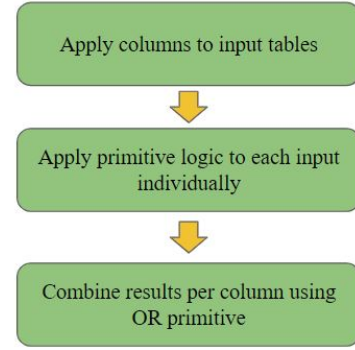 Apply columns to input tables
Apply primitive logic to each input
individually
Combine results per column using
OR primitive